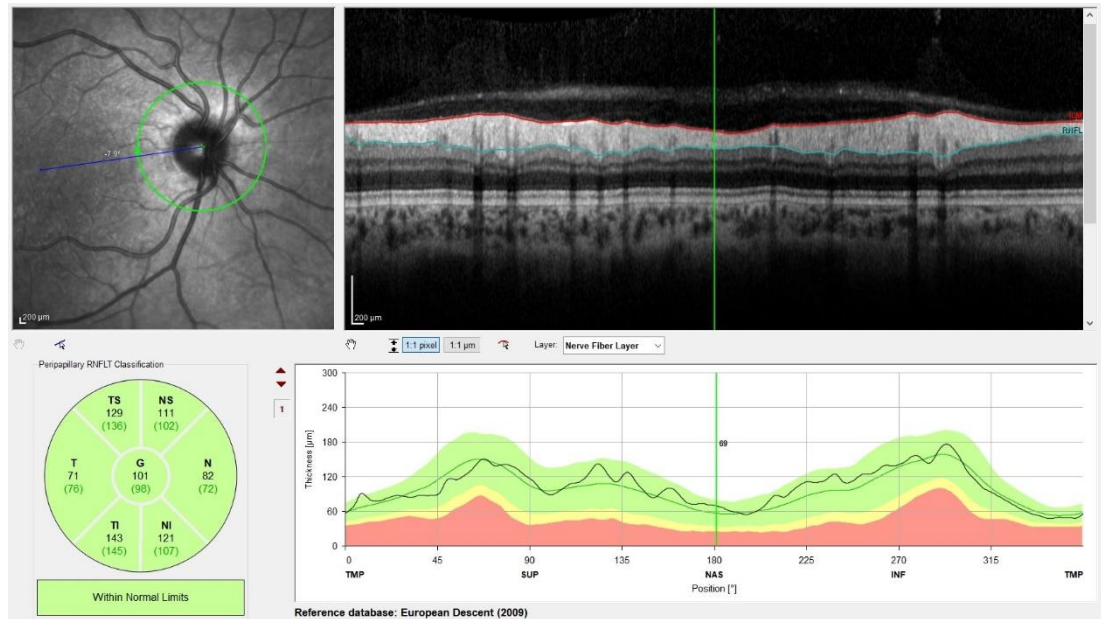 -7.9°
200 µm
ILM
RNFL
200 µm
1:1 pixel 1:1 µm Layer: Nerve Fiber Layer
Peripapillary RNFLT Classification
TS
129
(136)
NS
111
(102)
T
71
(76)
G
101
(98)
N
82
(72)
TI
143
(145)
NI
121
(107)
Within Normal Limits
1
Thickness [µm]
300
240
180
120
60
0
69
0 45 90 135 180 225 270 315
TMP SUP NAS INF TMP
Position [°]
Reference database: European Descent (2009)